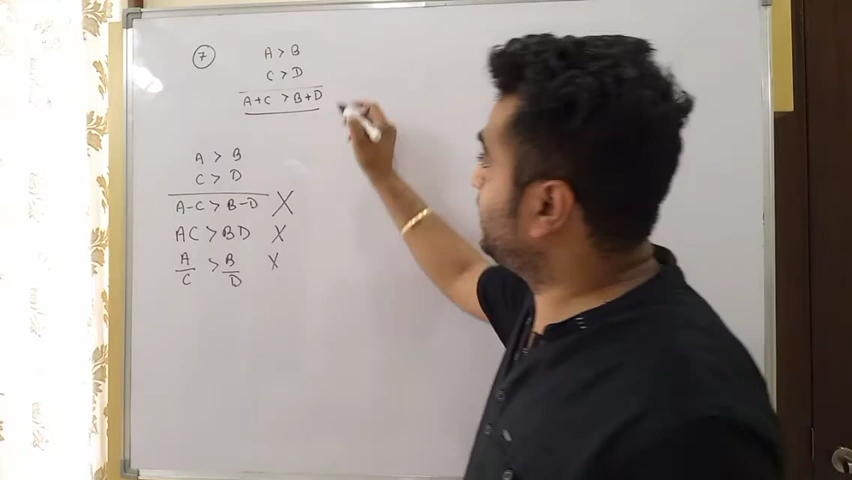 7
A > B
C > D
A+C > B+D
A > B
C > D
A-C > B-D X
AC > BD X
A/C > B/D X